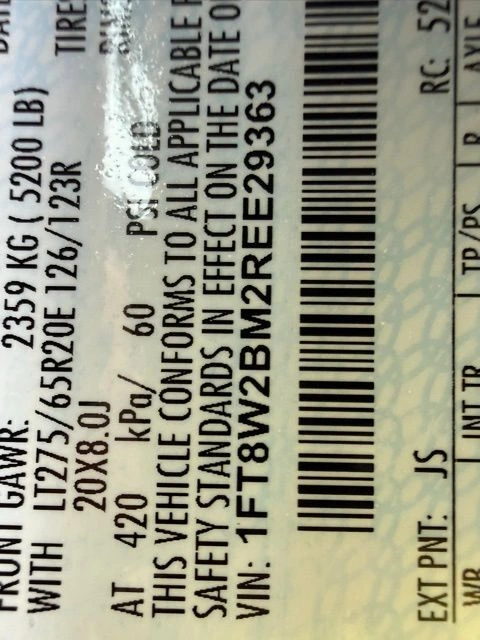 FRONT GAWR: 2359 KG ( 5200 LB)
WITH LT275/65R20E 126/123R TIRE
20X8.0J
AT 420 kPa/ 60 PSI COLD
THIS VEHICLE CONFORMS TO ALL APPLICABLE F
SAFETY STANDARDS IN EFFECT ON THE DATE O
VIN: 1FT8W2BM2REE29363
EXT PNT: JS RC: 52
WB INT TR TP/PS R AXLE